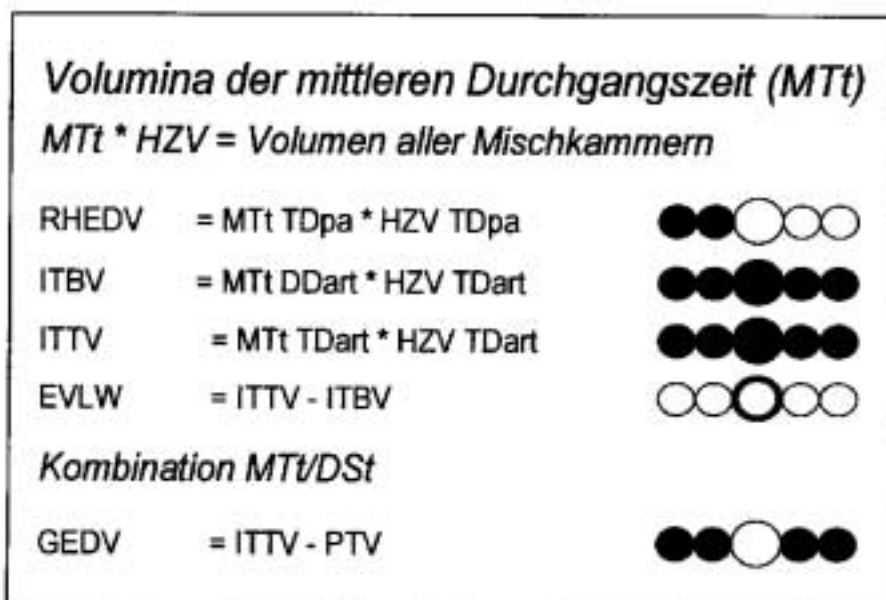 Volumina der mittleren Durchgangszeit (MTt)
MTt * HZV = Volumen aller Mischkammern
RHEDV = MTt TDpa * HZV TDpa
ITBV = MTt DDart * HZV TDart
ITTV = MTt TDart * HZV TDart
EVLW = ITTV - ITBV
Kombination MTt/DSt
GEDV = ITTV - PTV